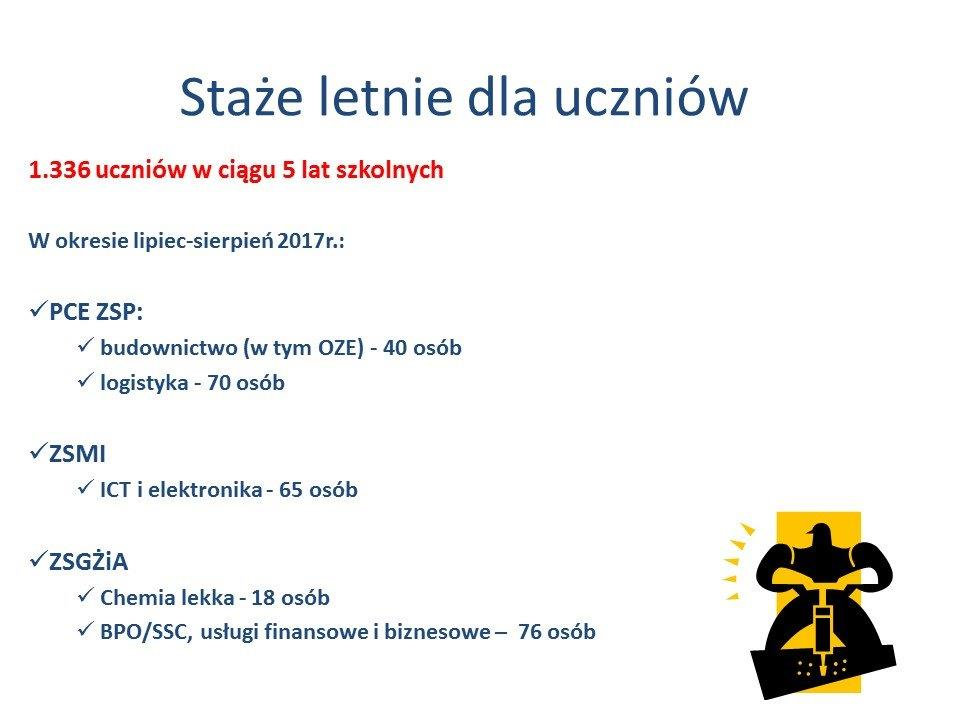 Staże letnie dla uczniów
1.336 uczniów w ciągu 5 lat szkolnych
W okresie lipiec-sierpień 2017r.:
✓PCE ZSP:
✓ budownictwo (w tym OZE) - 40 osób
✓ logistyka - 70 osób
✓ZSMI
✓ ICT i elektronika - 65 osób
✓ZSGŻiA
✓ Chemia lekka - 18 osób
✓ BPO/SSC, usługi finansowe i biznesowe – 76 osób